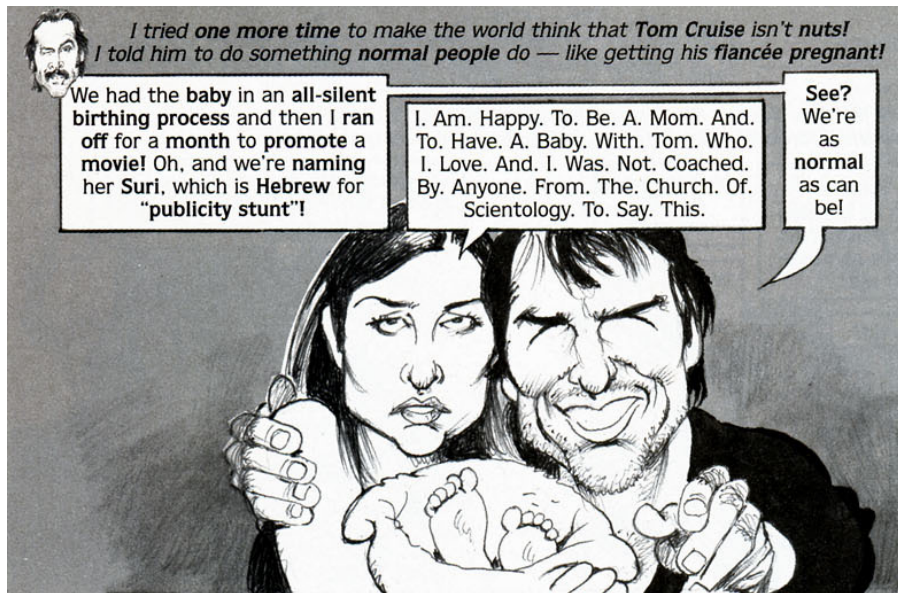 I tried one more time to make the world think that Tom Cruise isn't nuts!
I told him to do something normal people do — like getting his fiancée pregnant!
We had the baby in an all-silent
birthing process and then I ran
off for a month to promote a
movie! Oh, and we're naming
her Suri, which is Hebrew for
"publicity stunt"!
I. Am. Happy. To. Be. A. Mom. And.
To. Have. A. Baby. With. Tom. Who.
I. Love. And. I. Was. Not. Coached.
By. Anyone. From. The. Church. Of.
Scientology. To. Say. This.
See?
We're
as
normal
as can
be!